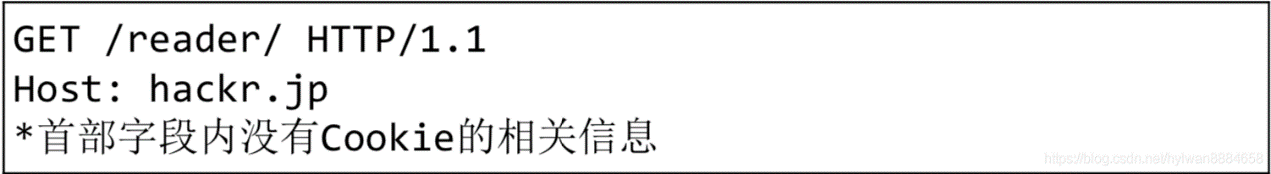 GET /reader/ HTTP/1.1
Host: hackr.jp
*首部字段内没有Cookie的相关信息
https://blog.csdn.net/hylwan8884658